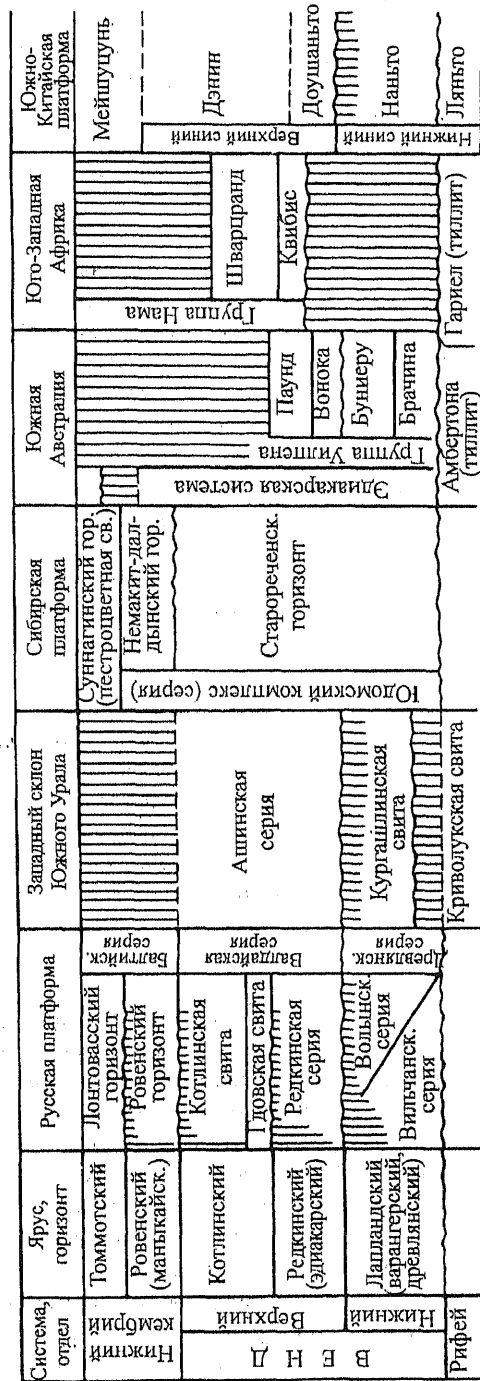 Система,
отдел
Ярус,
горизонт
Русская платформа
Западный склон
Южного Урала
Сибирская
платформа
Южная
Австралия
Юго-Западная
Африка
Южно-
Китайская
платформа
Нижний
кембрий
Томмотский
Ровенский
(маныкайск.)
Лонтовасский
горизонт
Ровенский
горизонт
Балтийск.
серия
Суннагинский гор.
(пестроцветная св.)
Немакит-дал-
дынский гор.
Мейшуцунь
ВЕНД
Верхний
Котлинский
Редкинский
(эдиакарский)
Котлинская
свита
Гдовская свита
Редкинская
серия
Валдайская
серия
Ашинская
серия
Юдомский комплекс (серия)
Старореченск.
горизонт
Эдиакарская система
Группа Уилпена
Паунд
Вонока
Буниеру
Брачина
Группа Нама
Шварцранд
Квибис
Верхний синий
Дэнин
Доушаньто
Нижний
Лапландский
(варангерский,
древлянский)
Волынск.
серия
Вильчанск.
серия
Древлянск.
серия
Кургашлинская
свита
Нижний синий
Наньто
Рифей
Криволукская свита
Амбертона
(тиллит)
Гариел (тиллит)
Ляньто